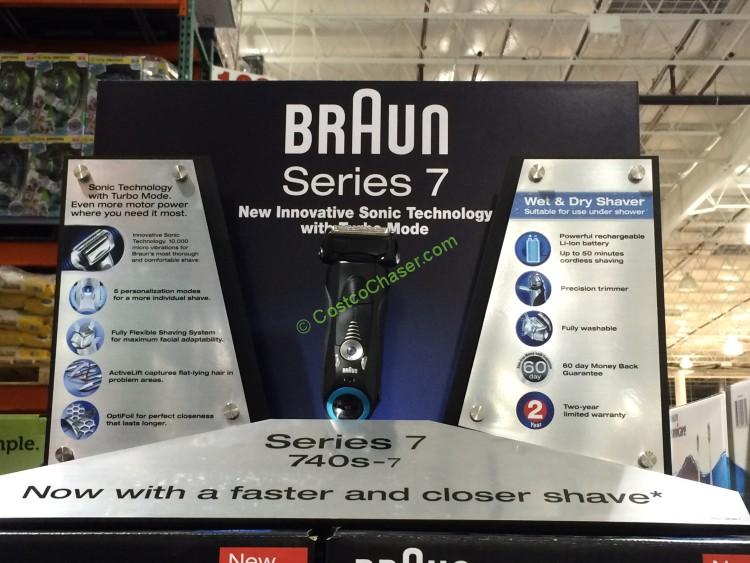 BRAUN
Series 7
New Innovative Sonic Technology
with Turbo Mode
Sonic Technology
with Turbo Mode.
Even more motor power
where you need it most.
Innovative Sonic
Technology. 10,000
micro vibrations for
Braun's most thorough
and comfortable shave.
5 personalization modes
for a more individual shave.
Fully Flexible Shaving System
for maximum facial adaptability.
ActiveLift captures flat-lying hair in
problem areas.
OptiFoil for perfect closeness
that lasts longer.
Wet & Dry Shaver
Suitable for use under shower
Powerful rechargeable
Li-Ion battery
Up to 50 minutes
cordless shaving
Precision trimmer
Fully washable
60
day
60 day Money Back
Guarantee
2
Year
Two-year
limited warranty
© CostcoChaser.com
BRAUN
Series 7
740s-7
Now with a faster and closer shave*
ple.
New
BRAUN